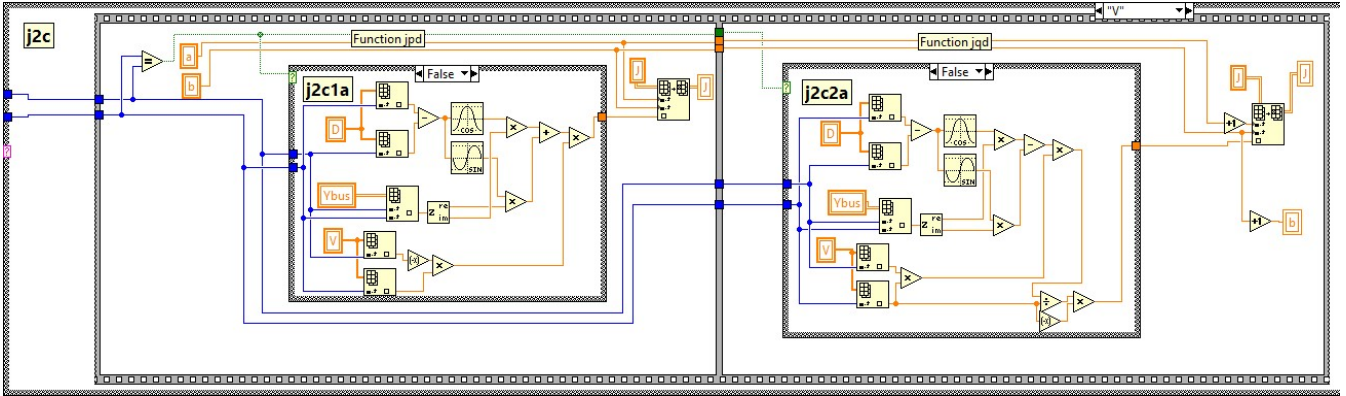 "V"
j2c
Function jpd
Function jqd
=
a
b
False
False
j2c1a
j2c2a
?
?
?
J
J
J
J
D
D
-
-
COS
COS
SIN
SIN
×
+
×
×
×
-
×
×
+1
Ybus
Ybus
z
re
im
z
re
im
V
V
(-x)
×
×
÷
×
(-x)
+1
b